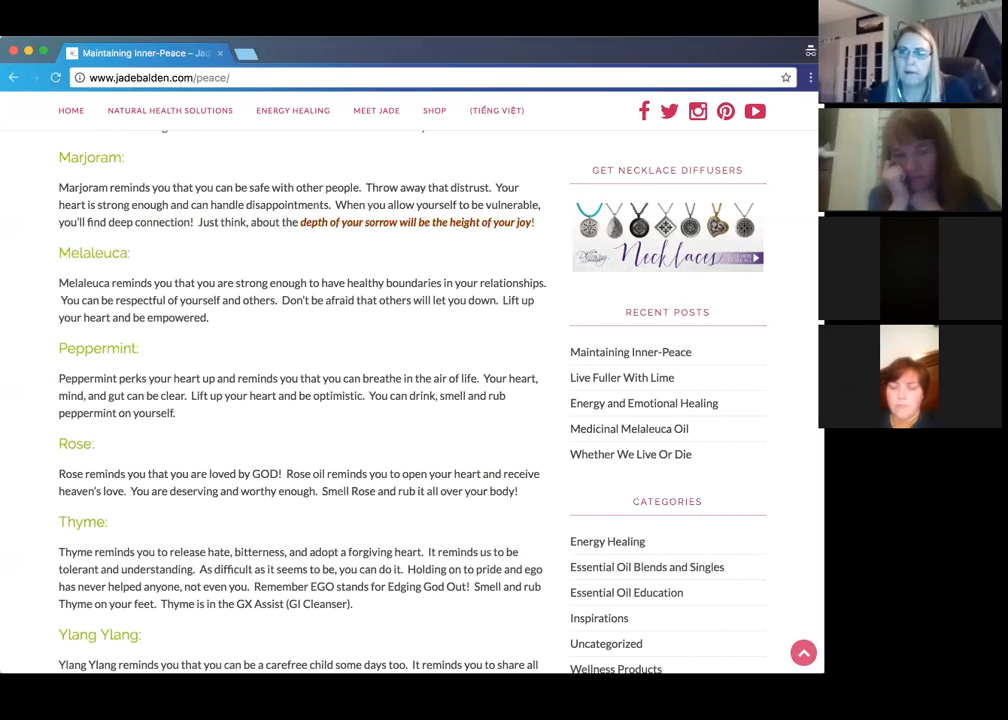 Maintaining Inner-Peace – Jad
www.jadebalden.com/peace/
HOME NATURAL HEALTH SOLUTIONS ENERGY HEALING MEET JADE SHOP (TIẾNG VIỆT)
Marjoram:
Marjoram reminds you that you can be safe with other people. Throw away that distrust. Your
heart is strong enough and can handle disappointments. When you allow yourself to be vulnerable,
you'll find deep connection! Just think, about the depth of your sorrow will be the height of your joy!
Melaleuca:
Melaleuca reminds you that you are strong enough to have healthy boundaries in your relationships.
You can be respectful of yourself and others. Don't be afraid that others will let you down. Lift up
your heart and be empowered.
Peppermint:
Peppermint perks your heart up and reminds you that you can breathe in the air of life. Your heart,
mind, and gut can be clear. Lift up your heart and be optimistic. You can drink, smell and rub
peppermint on yourself.
Rose:
Rose reminds you that you are loved by GOD! Rose oil reminds you to open your heart and receive
heaven's love. You are deserving and worthy enough. Smell Rose and rub it all over your body!
Thyme:
Thyme reminds you to release hate, bitterness, and adopt a forgiving heart. It reminds us to be
tolerant and understanding. As difficult as it seems to be, you can do it. Holding on to pride and ego
has never helped anyone, not even you. Remember EGO stands for Edging God Out! Smell and rub
Thyme on your feet. Thyme is in the GX Assist (GI Cleanser).
Ylang Ylang:
Ylang Ylang reminds you that you can be a carefree child some days too. It reminds you to share all
GET NECKLACE DIFFUSERS
Necklaces
RECENT POSTS
Maintaining Inner-Peace
Live Fuller With Lime
Energy and Emotional Healing
Medicinal Melaleuca Oil
Whether We Live Or Die
CATEGORIES
Energy Healing
Essential Oil Blends and Singles
Essential Oil Education
Inspirations
Uncategorized
Wellness Products